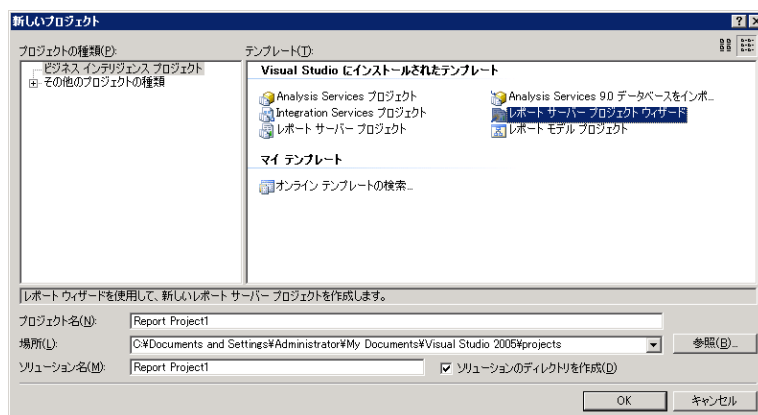 新しいプロジェクト
プロジェクトの種類(P):
テンプレート(T):
ビジネス インテリジェンス プロジェクト
その他のプロジェクトの種類
Visual Studio にインストールされたテンプレート
Analysis Services プロジェクト
Analysis Services 9.0 データベースをインポ...
Integration Services プロジェクト
レポート サーバー プロジェクト ウィザード
レポート サーバー プロジェクト
レポート モデル プロジェクト
マイ テンプレート
オンライン テンプレートの検索...
レポート ウィザードを使用して、新しいレポート サーバー プロジェクトを作成します。
プロジェクト名(N):
Report Project1
場所(L):
C:¥Documents and Settings¥Administrator¥My Documents¥Visual Studio 2005¥projects
参照(B)...
ソリューション名(M):
Report Project1
ソリューションのディレクトリを作成(D)
OK
キャンセル